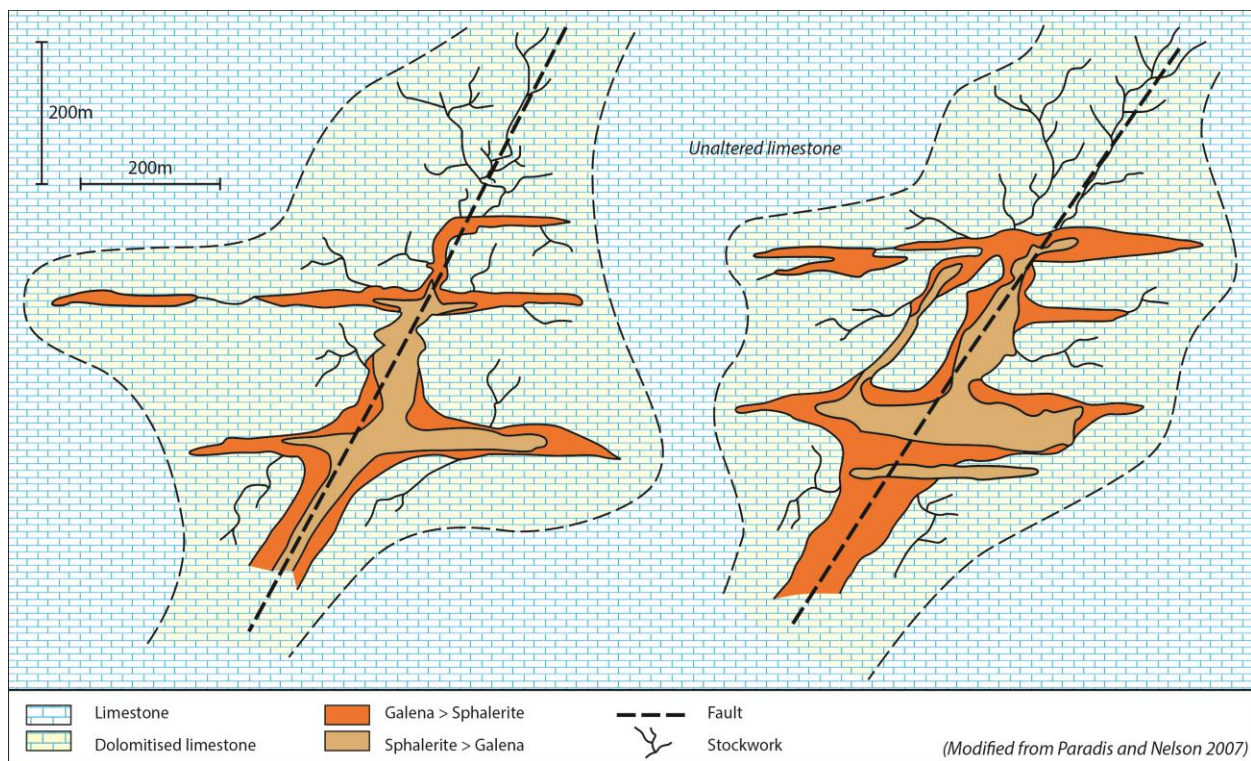 200m
200m
Unaltered limestone
Limestone
Dolomitised limestone
Galena > Sphalerite
Sphalerite > Galena
Fault
Stockwork
(Modified from Paradis and Nelson 2007)